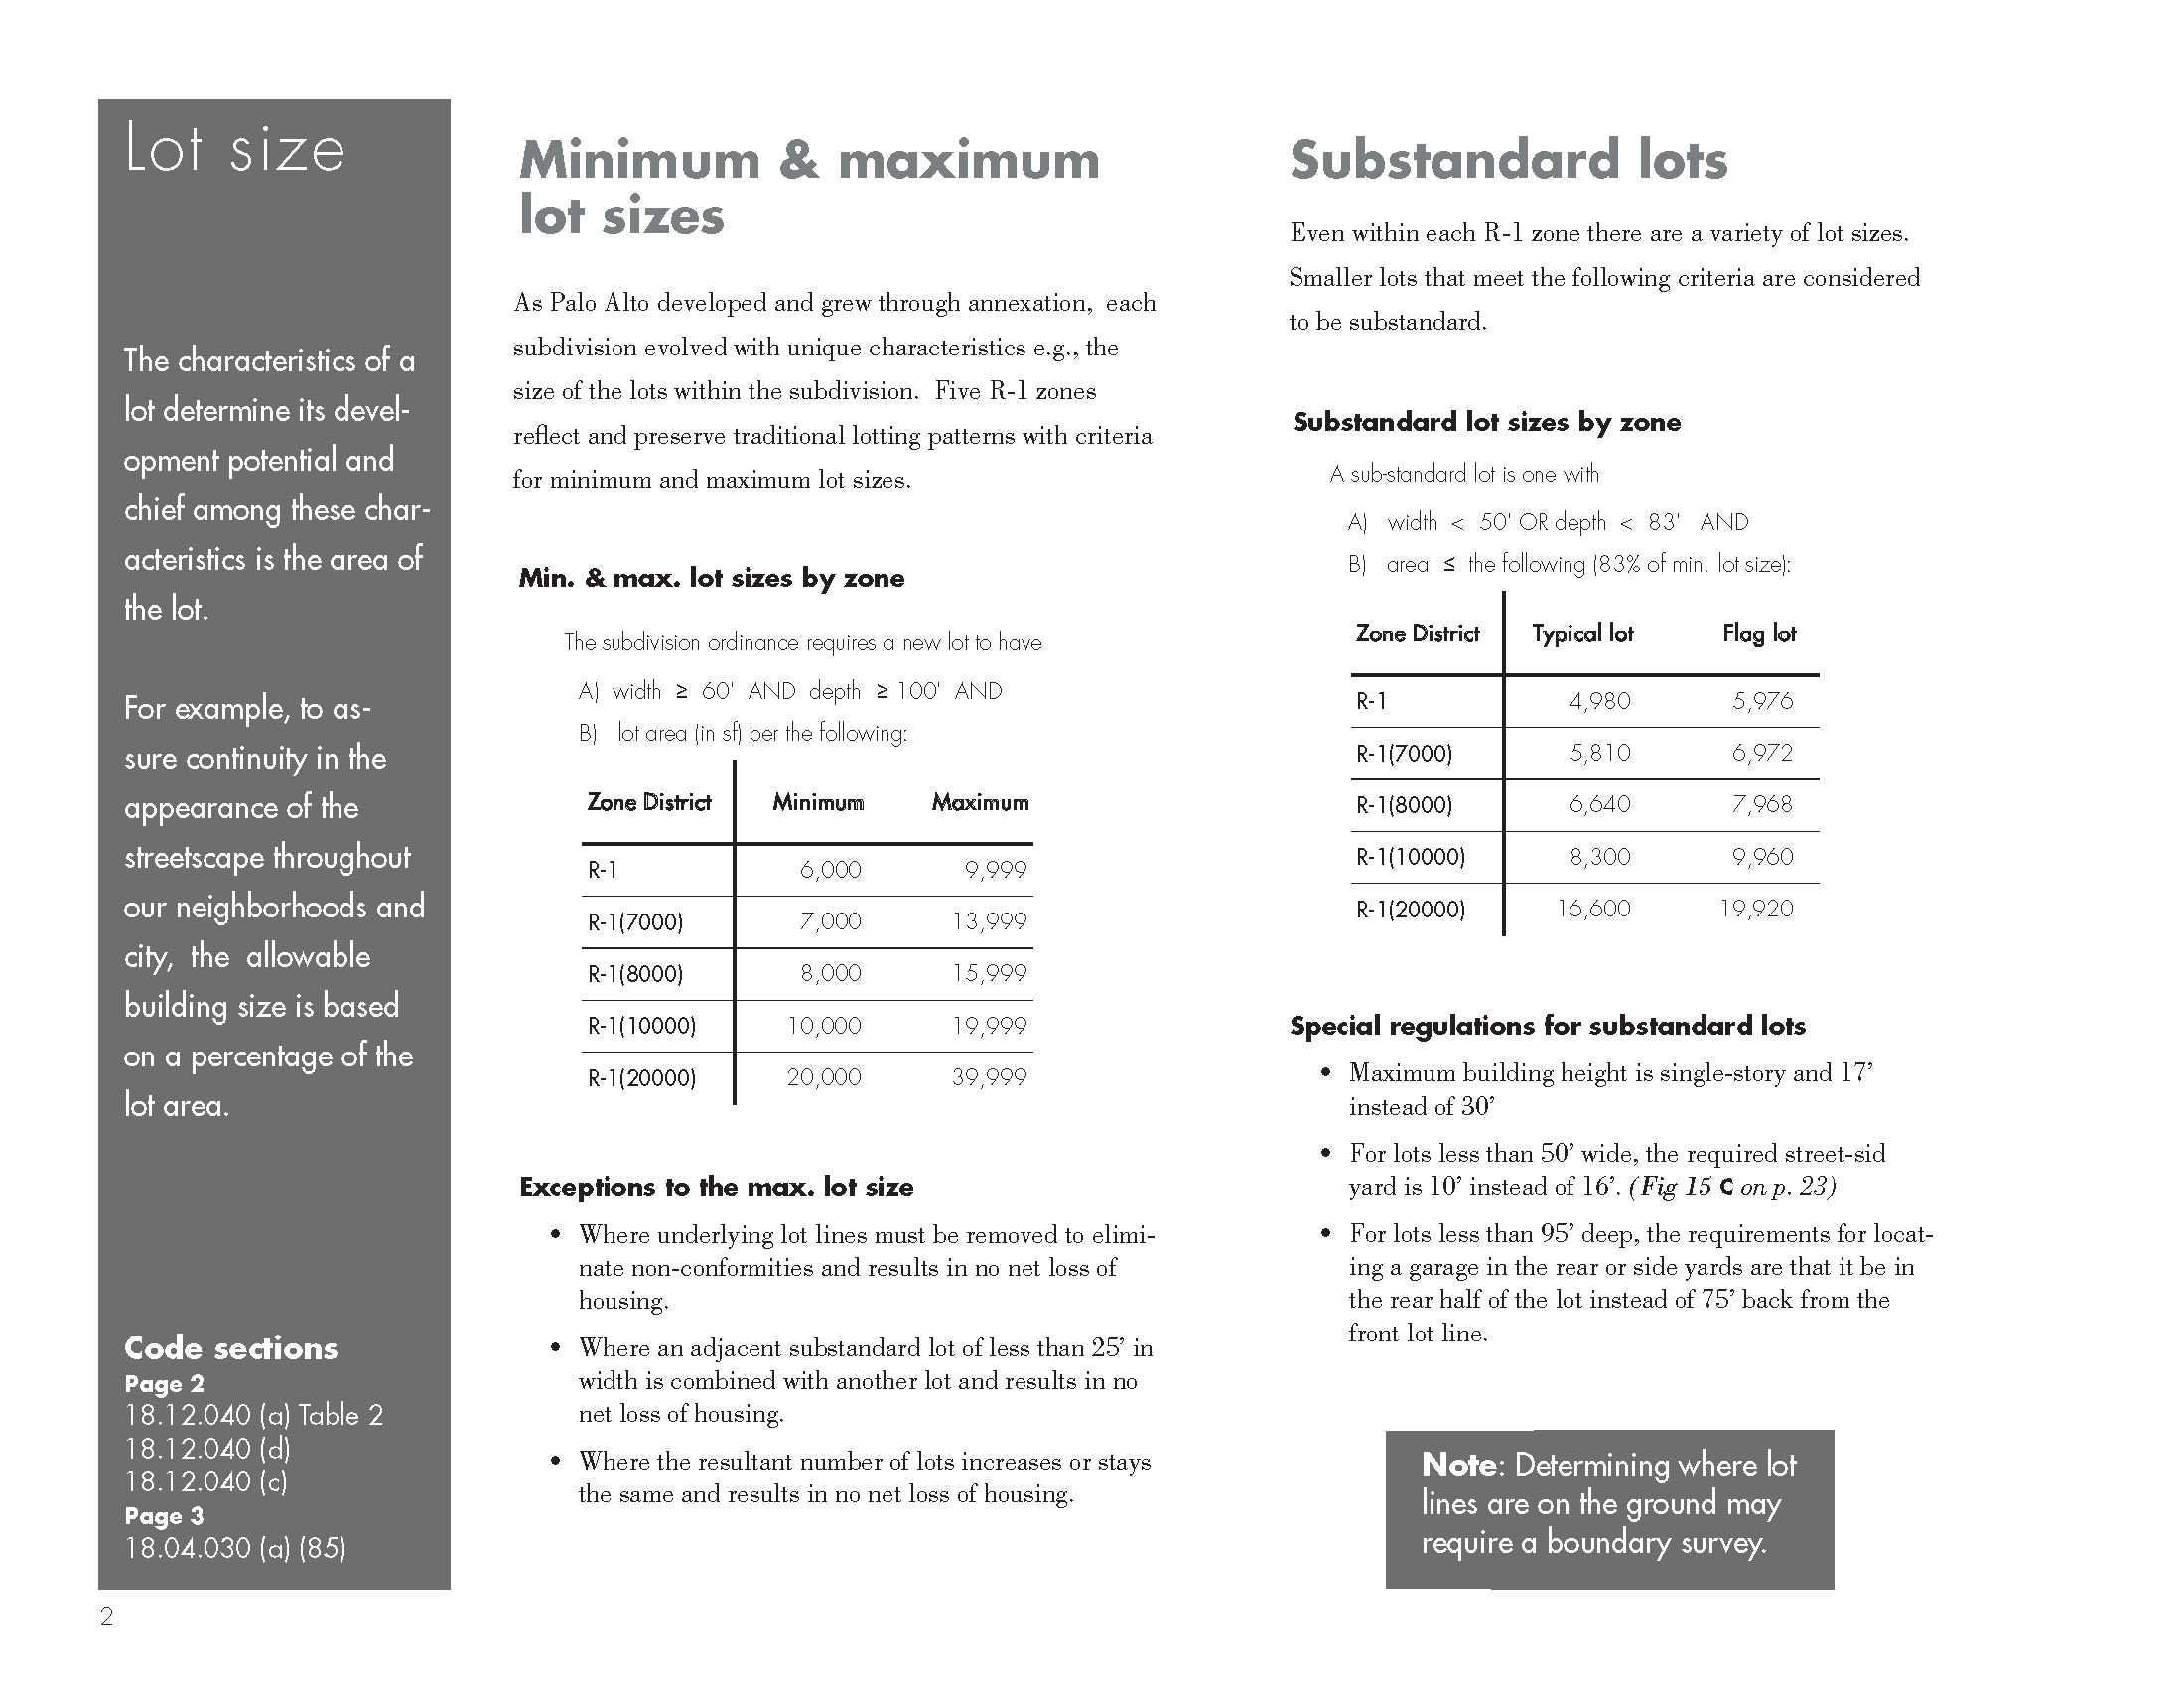 Lot size
The characteristics of a
lot determine its devel-
opment potential and
chief among these char-
acteristics is the area of
the lot.
For example, to as-
sure continuity in the
appearance of the
streetscape throughout
our neighborhoods and
city, the allowable
building size is based
on a percentage of the
lot area.
Code sections
Page 2
18.12.040 (a) Table 2
18.12.040 (d)
18.12.040 (c)
Page 3
18.04.030 (a) (85)
2
Minimum & maximum
lot sizes
As Palo Alto developed and grew through annexation, each
subdivision evolved with unique characteristics e.g., the
size of the lots within the subdivision. Five R-1 zones
reflect and preserve traditional lotting patterns with criteria
for minimum and maximum lot sizes.
Min. & max. lot sizes by zone
The subdivision ordinance requires a new lot to have
A) width ≥ 60' AND depth ≥ 100' AND
B) lot area (in sf) per the following:
Zone District Minimum Maximum
R-1 6,000 9,999
R-1(7000) 7,000 13,999
R-1(8000) 8,000 15,999
R-1(10000) 10,000 19,999
R-1(20000) 20,000 39,999
Exceptions to the max. lot size
• Where underlying lot lines must be removed to elimi-
nate non-conformities and results in no net loss of
housing.
• Where an adjacent substandard lot of less than 25’ in
width is combined with another lot and results in no
net loss of housing.
• Where the resultant number of lots increases or stays
the same and results in no net loss of housing.
Substandard lots
Even within each R-1 zone there are a variety of lot sizes.
Smaller lots that meet the following criteria are considered
to be substandard.
Substandard lot sizes by zone
A sub-standard lot is one with
A) width < 50' OR depth < 83' AND
B) area ≤ the following (83% of min. lot size):
Zone District Typical lot Flag lot
R-1 4,980 5,976
R-1(7000) 5,810 6,972
R-1(8000) 6,640 7,968
R-1(10000) 8,300 9,960
R-1(20000) 16,600 19,920
Special regulations for substandard lots
• Maximum building height is single-story and 17’
instead of 30’
• For lots less than 50’ wide, the required street-sid
yard is 10’ instead of 16’. (Fig 15 C on p. 23)
• For lots less than 95’ deep, the requirements for locat-
ing a garage in the rear or side yards are that it be in
the rear half of the lot instead of 75’ back from the
front lot line.
Note: Determining where lot
lines are on the ground may
require a boundary survey.